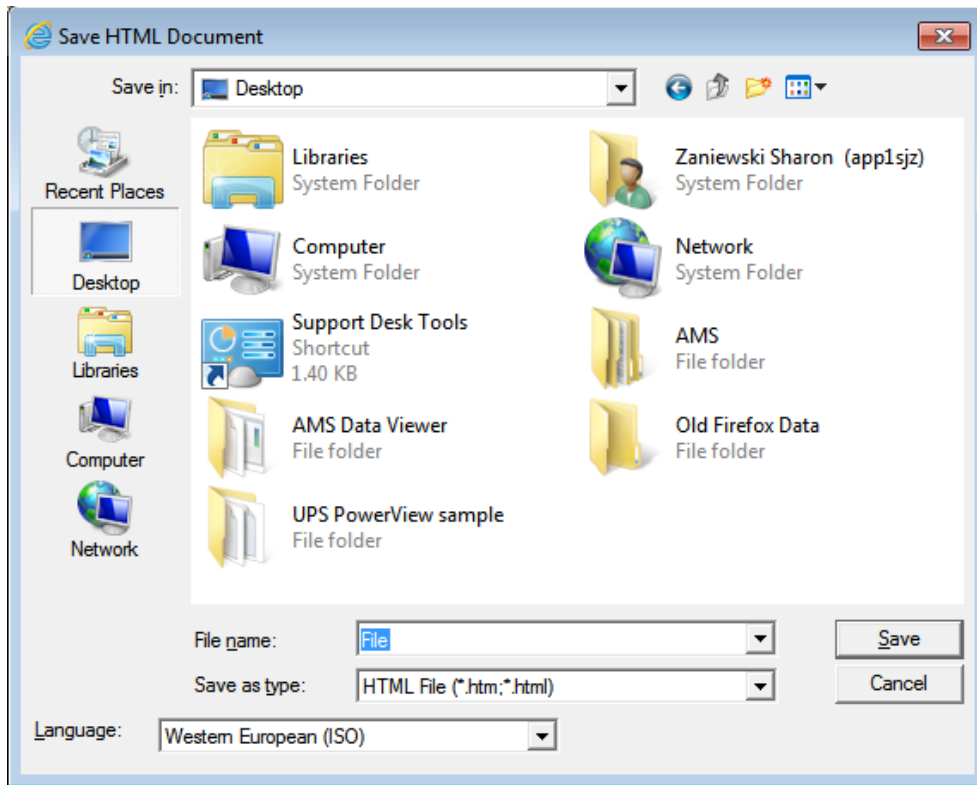 Save HTML Document
Save in:
Desktop
Recent Places
Desktop
Libraries
Computer
Network
Libraries
System Folder
Zaniewski Sharon (app1sjz)
System Folder
Computer
System Folder
Network
System Folder
Support Desk Tools
Shortcut
1.40 KB
AMS
File folder
AMS Data Viewer
File folder
Old Firefox Data
File folder
UPS PowerView sample
File folder
File name:
File
Save
Save as type:
HTML File (*.htm;*.html)
Cancel
Language:
Western European (ISO)